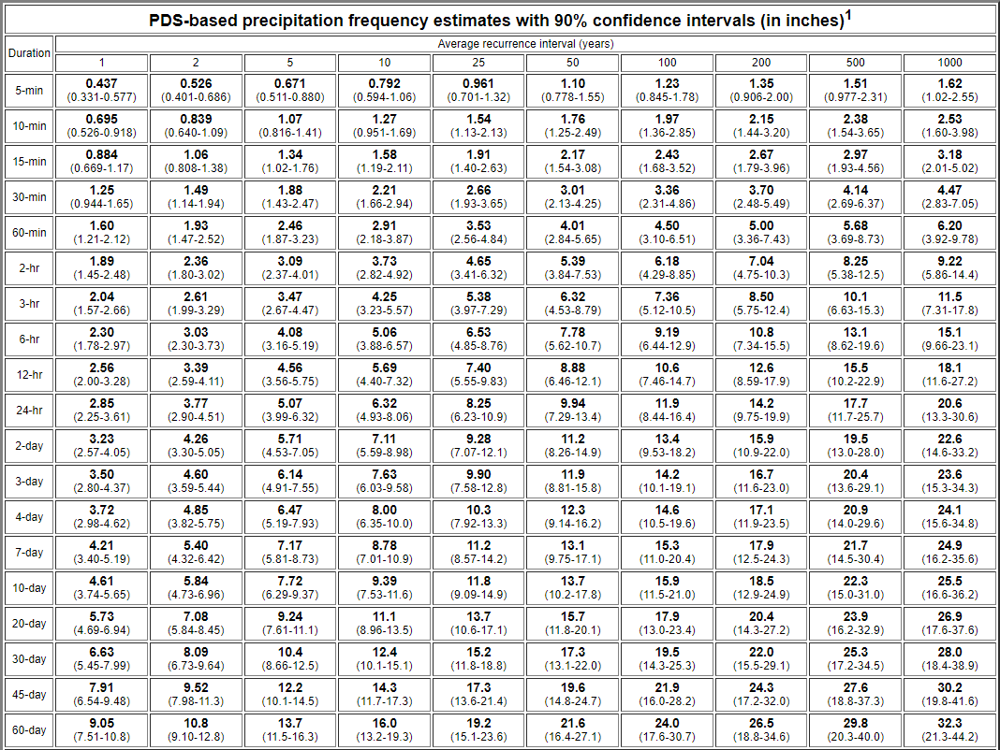 PDS-based precipitation frequency estimates with 90% confidence intervals (in inches)1
Duration
Average recurrence interval (years)
1 2 5 10 25 50 100 200 500 1000
5-min 0.437 0.526 0.671 0.792 0.961 1.10 1.23 1.35 1.51 1.62
(0.331-0.577) (0.401-0.686) (0.511-0.880) (0.594-1.06) (0.701-1.32) (0.778-1.55) (0.845-1.78) (0.906-2.00) (0.977-2.31) (1.02-2.55)
10-min 0.695 0.839 1.07 1.27 1.54 1.76 1.97 2.15 2.38 2.53
(0.526-0.918) (0.640-1.09) (0.816-1.41) (0.951-1.69) (1.13-2.13) (1.25-2.49) (1.36-2.85) (1.44-3.20) (1.54-3.65) (1.60-3.98)
15-min 0.884 1.06 1.34 1.58 1.91 2.17 2.43 2.67 2.97 3.18
(0.669-1.17) (0.808-1.38) (1.02-1.76) (1.19-2.11) (1.40-2.63) (1.54-3.08) (1.68-3.52) (1.79-3.96) (1.93-4.56) (2.01-5.02)
30-min 1.25 1.49 1.88 2.21 2.66 3.01 3.36 3.70 4.14 4.47
(0.944-1.65) (1.14-1.94) (1.43-2.47) (1.66-2.94) (1.93-3.65) (2.13-4.25) (2.31-4.86) (2.48-5.49) (2.69-6.37) (2.83-7.05)
60-min 1.60 1.93 2.46 2.91 3.53 4.01 4.50 5.00 5.68 6.20
(1.21-2.12) (1.47-2.52) (1.87-3.23) (2.18-3.87) (2.56-4.84) (2.84-5.65) (3.10-6.51) (3.36-7.43) (3.69-8.73) (3.92-9.78)
2-hr 1.89 2.36 3.09 3.73 4.65 5.39 6.18 7.04 8.25 9.22
(1.45-2.48) (1.80-3.02) (2.37-4.01) (2.82-4.92) (3.41-6.32) (3.84-7.53) (4.29-8.85) (4.75-10.3) (5.38-12.5) (5.86-14.4)
3-hr 2.04 2.61 3.47 4.25 5.38 6.32 7.36 8.50 10.1 11.5
(1.57-2.66) (1.99-3.29) (2.67-4.47) (3.23-5.57) (3.97-7.29) (4.53-8.79) (5.12-10.5) (5.75-12.4) (6.63-15.3) (7.31-17.8)
6-hr 2.30 3.03 4.08 5.06 6.53 7.78 9.19 10.8 13.1 15.1
(1.78-2.97) (2.30-3.73) (3.16-5.19) (3.88-6.57) (4.85-8.76) (5.62-10.7) (6.44-12.9) (7.34-15.5) (8.62-19.6) (9.66-23.1)
12-hr 2.56 3.39 4.56 5.69 7.40 8.88 10.6 12.6 15.5 18.1
(2.00-3.28) (2.59-4.11) (3.56-5.75) (4.40-7.32) (5.55-9.83) (6.46-12.1) (7.46-14.7) (8.59-17.9) (10.2-22.9) (11.6-27.2)
24-hr 2.85 3.77 5.07 6.32 8.25 9.94 11.9 14.2 17.7 20.6
(2.25-3.61) (2.90-4.51) (3.99-6.32) (4.93-8.06) (6.23-10.9) (7.29-13.4) (8.44-16.4) (9.75-19.9) (11.7-25.7) (13.3-30.6)
2-day 3.23 4.26 5.71 7.11 9.28 11.2 13.4 15.9 19.5 22.6
(2.57-4.05) (3.30-5.05) (4.53-7.05) (5.59-8.98) (7.07-12.1) (8.26-14.9) (9.53-18.2) (10.9-22.0) (13.0-28.0) (14.6-33.2)
3-day 3.50 4.60 6.14 7.63 9.90 11.9 14.2 16.7 20.4 23.6
(2.80-4.37) (3.59-5.44) (4.91-7.55) (6.03-9.58) (7.58-12.8) (8.81-15.8) (10.1-19.1) (11.6-23.0) (13.6-29.1) (15.3-34.3)
4-day 3.72 4.85 6.47 8.00 10.3 12.3 14.6 17.1 20.9 24.1
(2.98-4.62) (3.82-5.75) (5.19-7.93) (6.35-10.0) (7.92-13.3) (9.14-16.2) (10.5-19.6) (11.9-23.5) (14.0-29.6) (15.6-34.8)
7-day 4.21 5.40 7.17 8.78 11.2 13.1 15.3 17.9 21.7 24.9
(3.40-5.19) (4.32-6.42) (5.81-8.73) (7.01-10.9) (8.57-14.2) (9.75-17.1) (11.0-20.4) (12.5-24.3) (14.5-30.4) (16.2-35.6)
10-day 4.61 5.84 7.72 9.39 11.8 13.7 15.9 18.5 22.3 25.5
(3.74-5.65) (4.73-6.96) (6.29-9.37) (7.53-11.6) (9.09-14.9) (10.2-17.8) (11.5-21.0) (12.9-24.9) (15.0-31.0) (16.6-36.2)
20-day 5.73 7.08 9.24 11.1 13.7 15.7 17.9 20.4 23.9 26.9
(4.69-6.94) (5.84-8.45) (7.61-11.1) (8.96-13.5) (10.6-17.1) (11.8-20.1) (13.0-23.4) (14.3-27.2) (16.2-32.9) (17.6-37.6)
30-day 6.63 8.09 10.4 12.4 15.2 17.3 19.5 22.0 25.3 28.0
(5.45-7.99) (6.73-9.64) (8.66-12.5) (10.1-15.1) (11.8-18.8) (13.1-22.0) (14.3-25.3) (15.5-29.1) (17.2-34.5) (18.4-38.9)
45-day 7.91 9.52 12.2 14.3 17.3 19.6 21.9 24.3 27.6 30.2
(6.54-9.48) (7.98-11.3) (10.1-14.5) (11.7-17.3) (13.6-21.4) (14.8-24.7) (16.0-28.2) (17.2-32.0) (18.8-37.3) (19.8-41.6)
60-day 9.05 10.8 13.7 16.0 19.2 21.6 24.0 26.5 29.8 32.3
(7.51-10.8) (9.10-12.8) (11.5-16.3) (13.2-19.3) (15.1-23.6) (16.4-27.1) (17.6-30.7) (18.8-34.6) (20.3-40.0) (21.3-44.2)